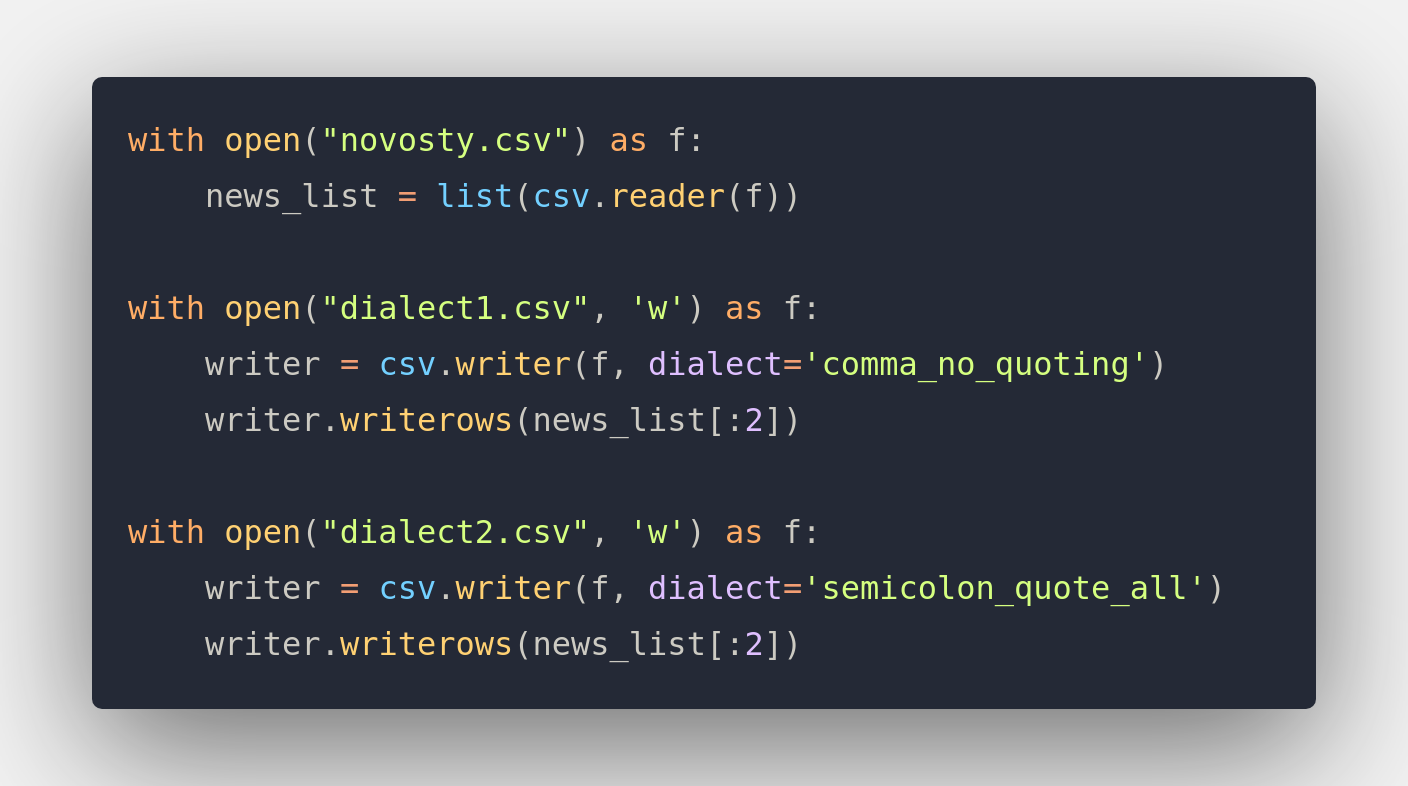 with open("novosty.csv") as f:
    news_list = list(csv.reader(f))

with open("dialect1.csv", 'w') as f:
    writer = csv.writer(f, dialect='comma_no_quoting')
    writer.writerows(news_list[:2])

with open("dialect2.csv", 'w') as f:
    writer = csv.writer(f, dialect='semicolon_quote_all')
    writer.writerows(news_list[:2])